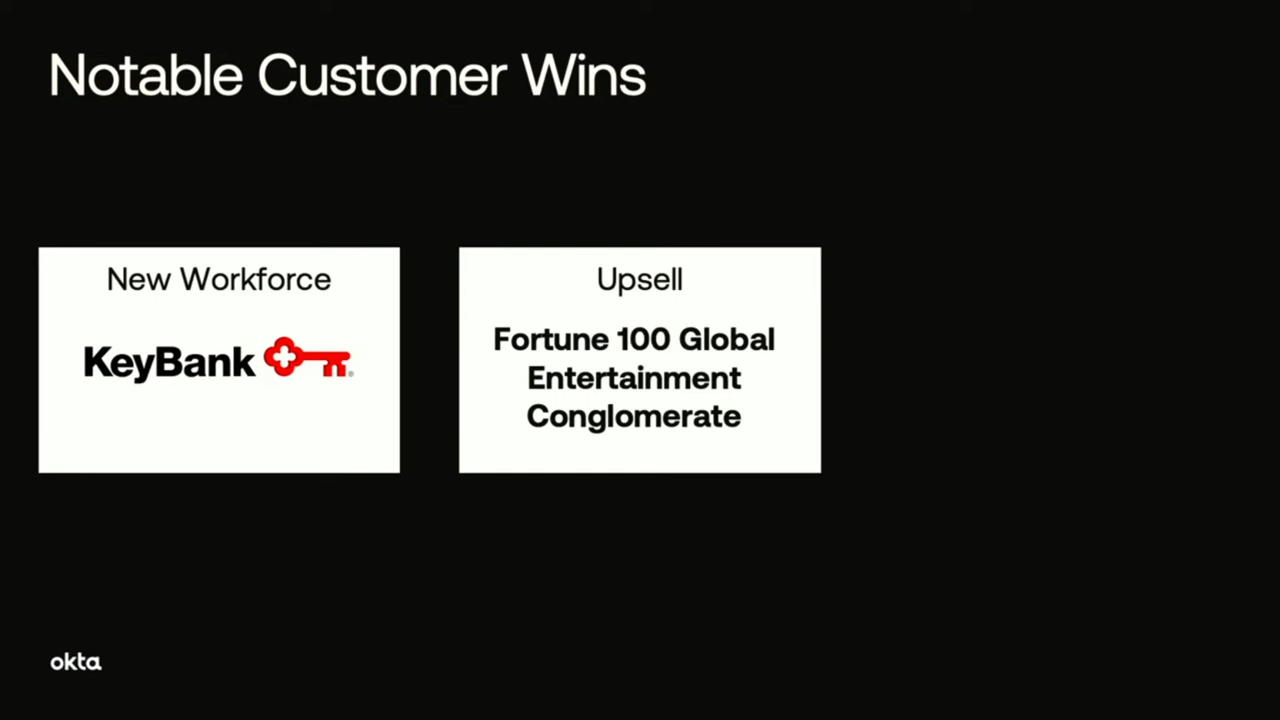 Notable Customer Wins
New Workforce
KeyBank
Upsell
Fortune 100 Global
Entertainment
Conglomerate
okta